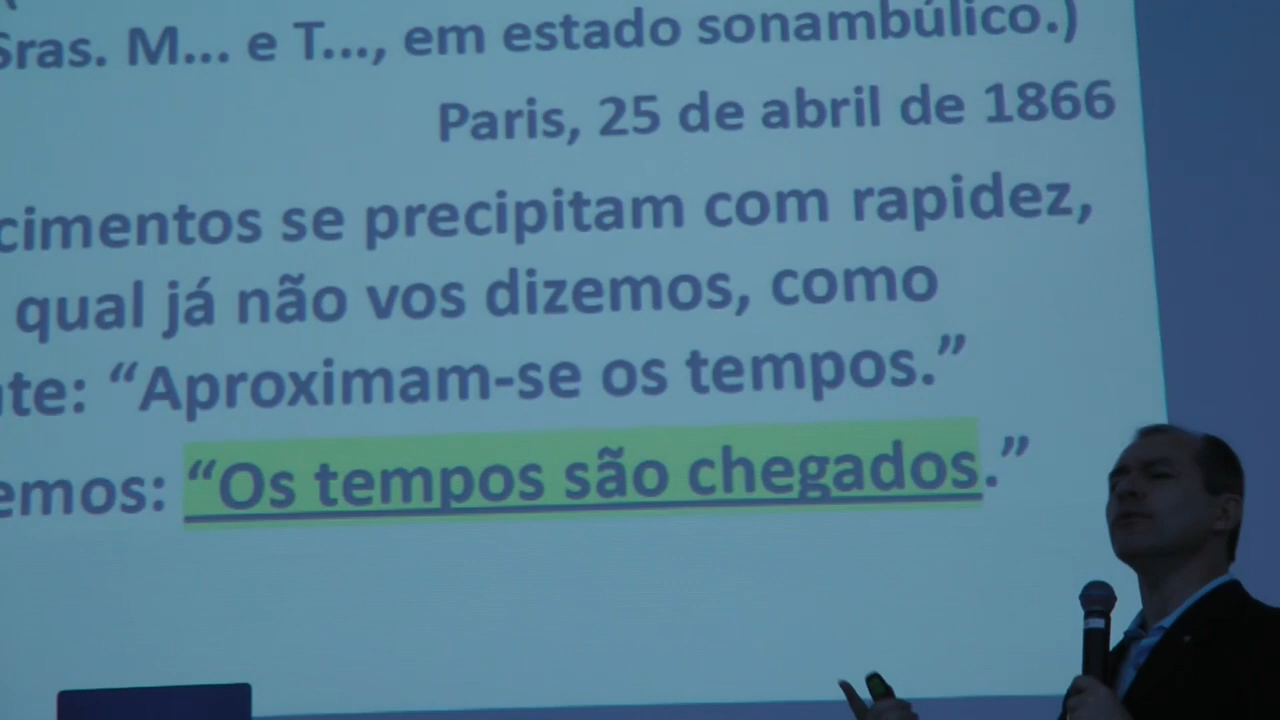 Sras. M... e T..., em estado sonambúlico.)
Paris, 25 de abril de 1866
cimentos se precipitam com rapidez,
qual já não vos dizemos, como
te: “Aproximam-se os tempos.”
emos: “Os tempos são chegados.”